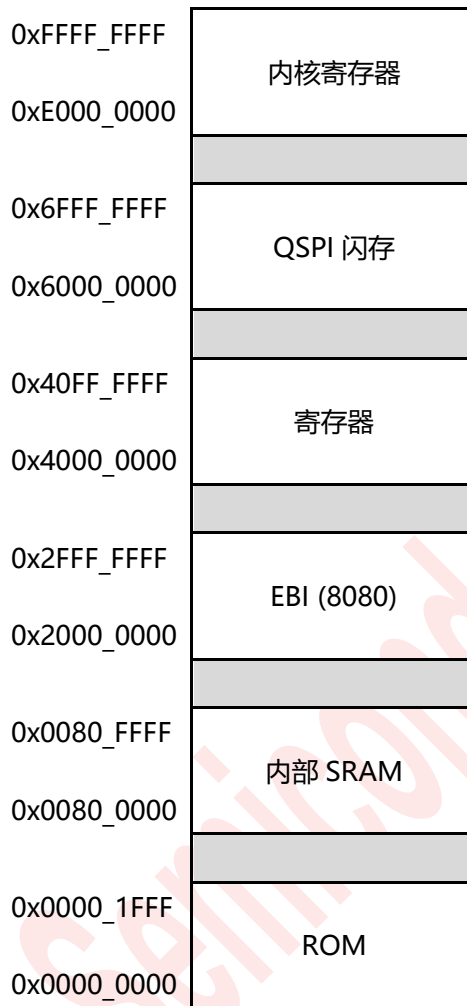 0xFFFF_FFFF
内核寄存器
0xE000_0000
0x6FFF_FFFF
QSPI 闪存
0x6000_0000
0x40FF_FFFF
寄存器
0x4000_0000
0x2FFF_FFFF
EBI (8080)
0x2000_0000
0x0080_FFFF
内部 SRAM
0x0080_0000
0x0000_1FFF
ROM
0x0000_0000